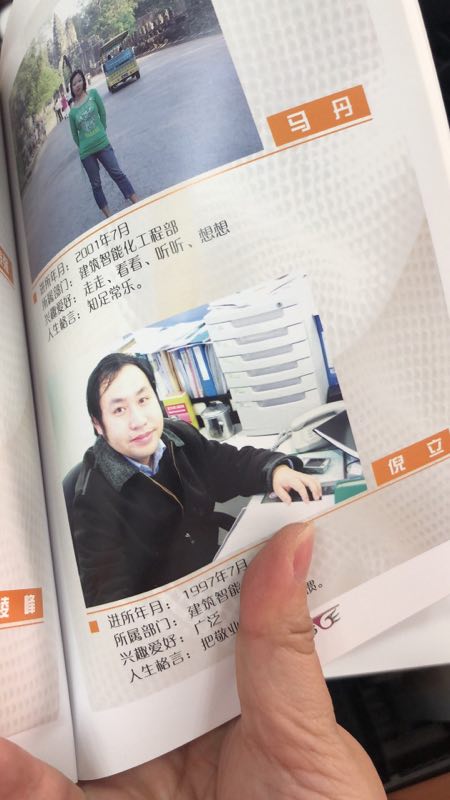 马 丹
进所年月： 2001年7月
所属部门： 建筑智能化工程部
兴趣爱好： 走走、看看、听听、想想
人生格言： 知足常乐。
倪 立
进所年月： 1997年7月
所属部门： 建筑智能
兴趣爱好： 广泛
人生格言： 把敬业 惯。
峰